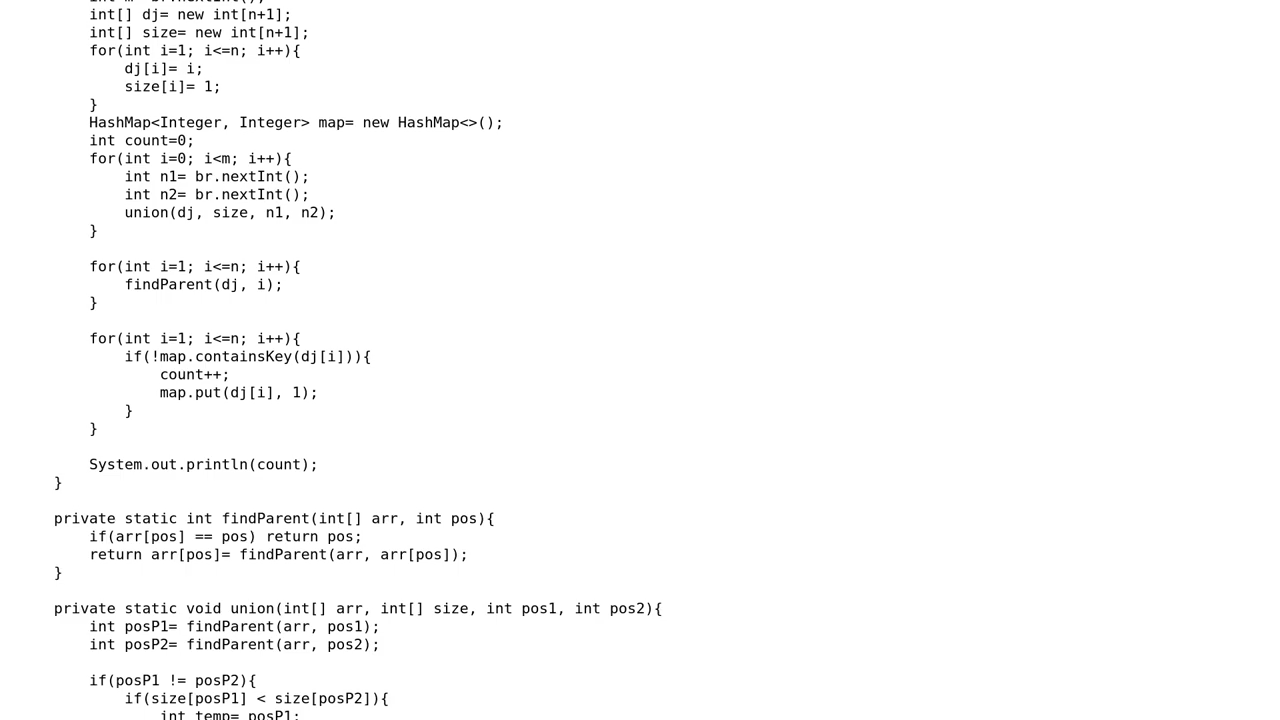 int[] dj= new int[n+1];
int[] size= new int[n+1];
for(int i=1; i<=n; i++){
dj[i]= i;
size[i]= 1;
}
HashMap<Integer, Integer> map= new HashMap<>();
int count=0;
for(int i=0; i<m; i++){
int n1= br.nextInt();
int n2= br.nextInt();
union(dj, size, n1, n2);
}
for(int i=1; i<=n; i++){
findParent(dj, i);
}
for(int i=1; i<=n; i++){
if(!map.containsKey(dj[i])){
count++;
map.put(dj[i], 1);
}
}
System.out.println(count);
}
private static int findParent(int[] arr, int pos){
if(arr[pos] == pos) return pos;
return arr[pos]= findParent(arr, arr[pos]);
}
private static void union(int[] arr, int[] size, int pos1, int pos2){
int posP1= findParent(arr, pos1);
int posP2= findParent(arr, pos2);
if(posP1 != posP2){
if(size[posP1] < size[posP2]){
int temp= posP1;